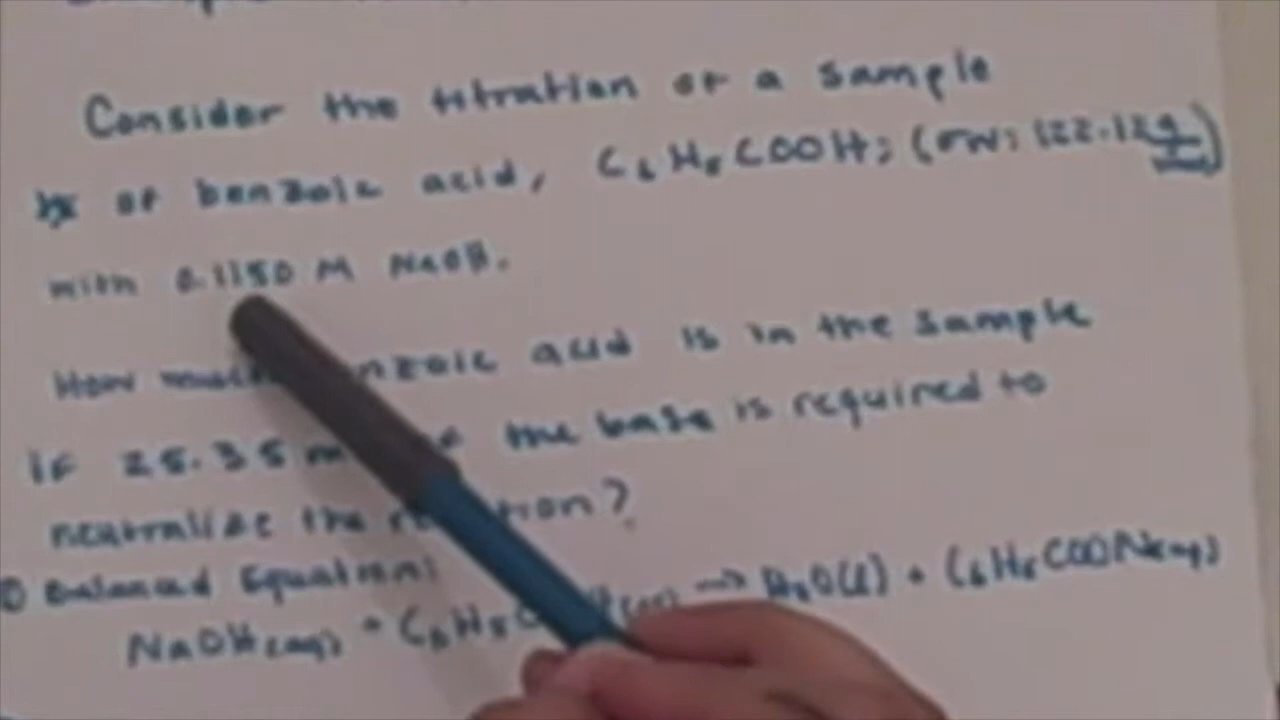 Consider the titration of a sample
of benzoic acid, C6H5COOH; (FW: 122.12g
with 0.1150 M NaOH.
How much benzoic acid is in the sample
if 25.35 m of the base is required to
neutralize the tion?
Balanced Equation:
NaOH(aq) + C6H5 → H2O(l) + C6H5COONa(aq)